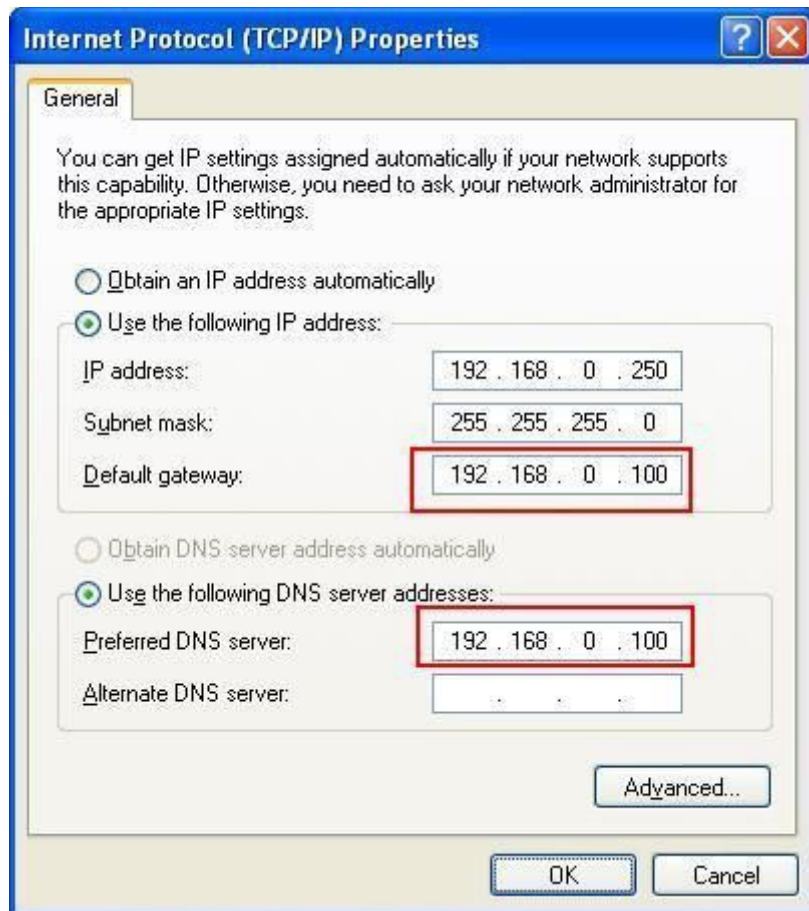 Internet Protocol (TCP/IP) Properties
General
You can get IP settings assigned automatically if your network supports
this capability. Otherwise, you need to ask your network administrator for
the appropriate IP settings.
Obtain an IP address automatically
Use the following IP address:
IP address: 192 . 168 . 0 . 250
Subnet mask: 255 . 255 . 255 . 0
Default gateway: 192 . 168 . 0 . 100
Obtain DNS server address automatically
Use the following DNS server addresses:
Preferred DNS server: 192 . 168 . 0 . 100
Alternate DNS server: . . .
Advanced...
OK Cancel